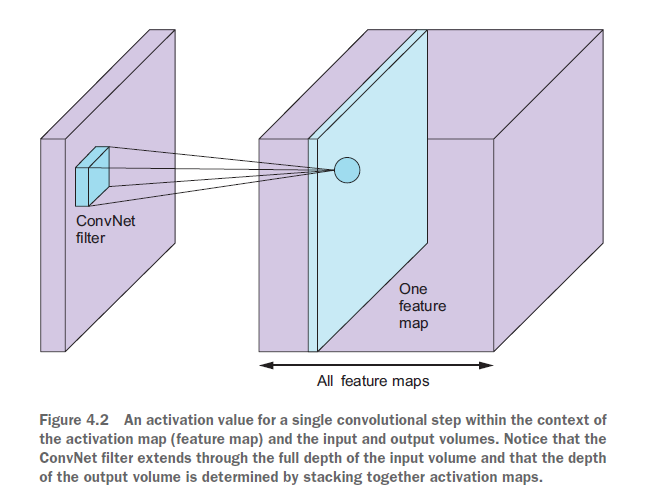 ConvNet
filter
One
feature
map
All feature maps
Figure 4.2 An activation value for a single convolutional step within the context of
the activation map (feature map) and the input and output volumes. Notice that the
ConvNet filter extends through the full depth of the input volume and that the depth
of the output volume is determined by stacking together activation maps.